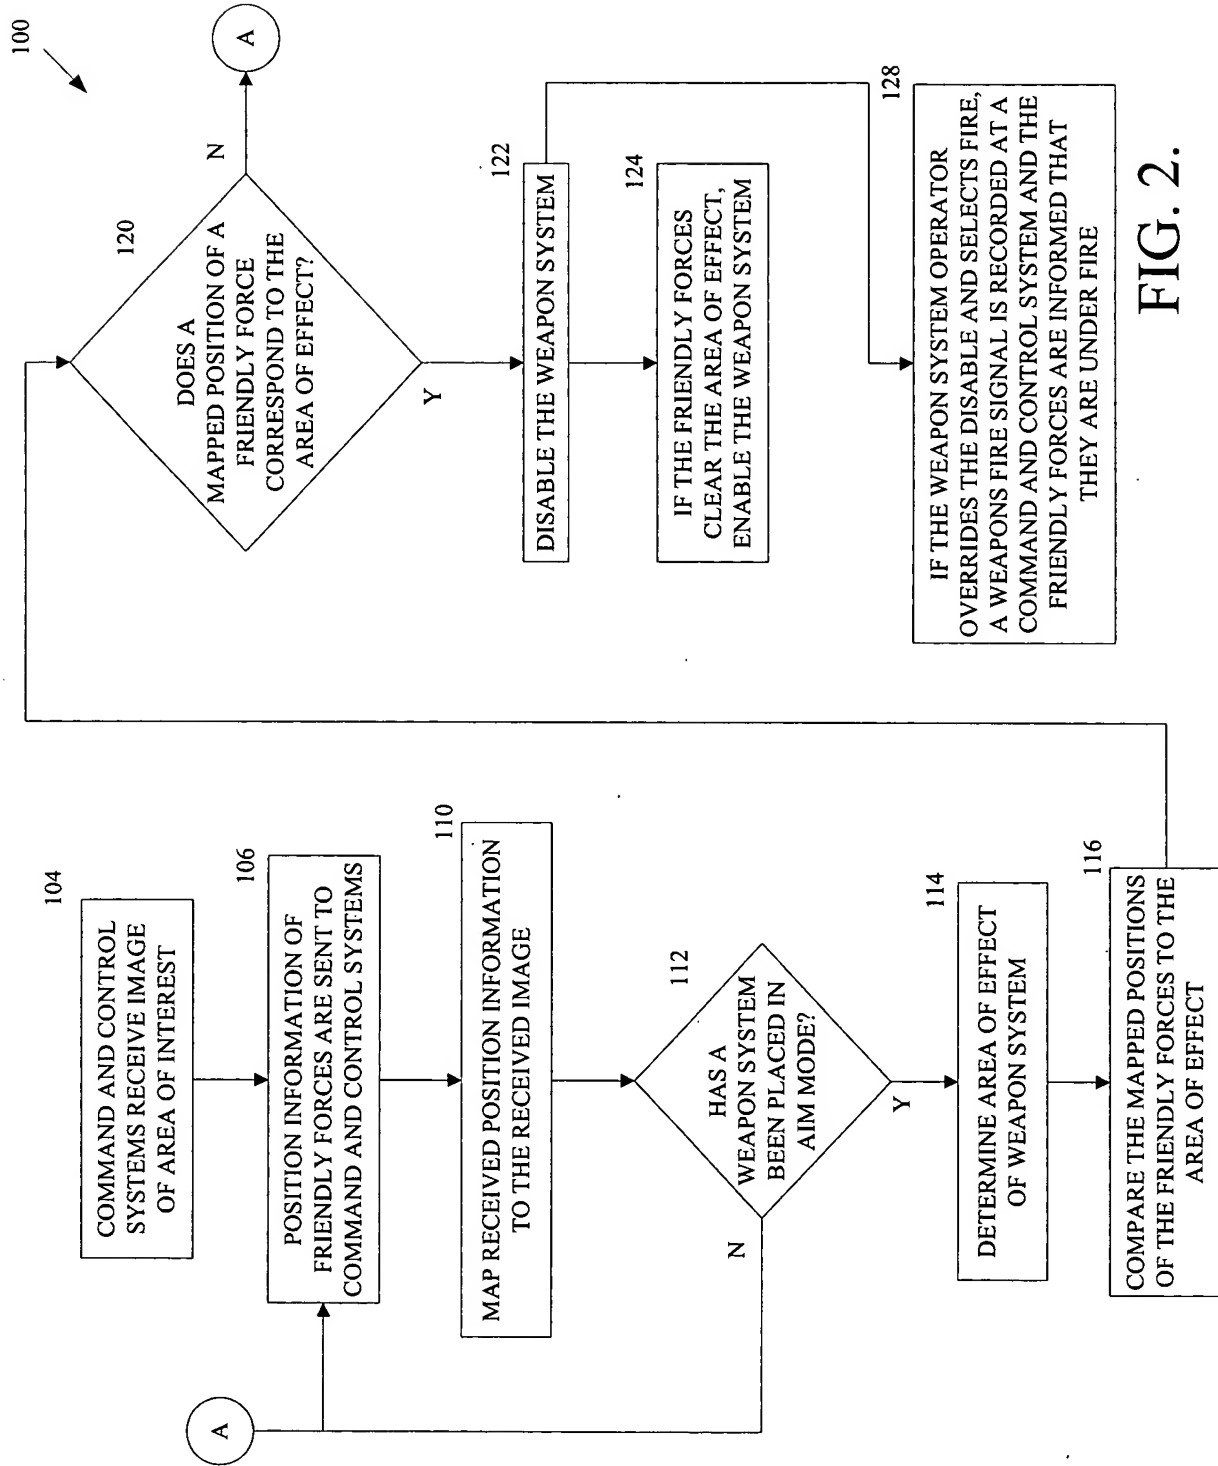 100
104
COMMAND AND CONTROL
SYSTEMS RECEIVE IMAGE
OF AREA OF INTEREST
A
106
POSITION INFORMATION OF
FRIENDLY FORCES ARE SENT TO
COMMAND AND CONTROL SYSTEMS
110
MAP RECEIVED POSITION INFORMATION
TO THE RECEIVED IMAGE
112
HAS A
WEAPON SYSTEM
BEEN PLACED IN
AIM MODE?
N
Y
114
DETERMINE AREA OF EFFECT
OF WEAPON SYSTEM
116
COMPARE THE MAPPED POSITIONS
OF THE FRIENDLY FORCES TO THE
AREA OF EFFECT
120
DOES A
MAPPED POSITION OF A
FRIENDLY FORCE
CORRESPOND TO THE
AREA OF EFFECT?
N
A
Y
122
DISABLE THE WEAPON SYSTEM
124
IF THE FRIENDLY FORCES
CLEAR THE AREA OF EFFECT,
ENABLE THE WEAPON SYSTEM
128
IF THE WEAPON SYSTEM OPERATOR
OVERRIDES THE DISABLE AND SELECTS FIRE,
A WEAPONS FIRE SIGNAL IS RECORDED AT A
COMMAND AND CONTROL SYSTEM AND THE
FRIENDLY FORCES ARE INFORMED THAT
THEY ARE UNDER FIRE
FIG. 2.